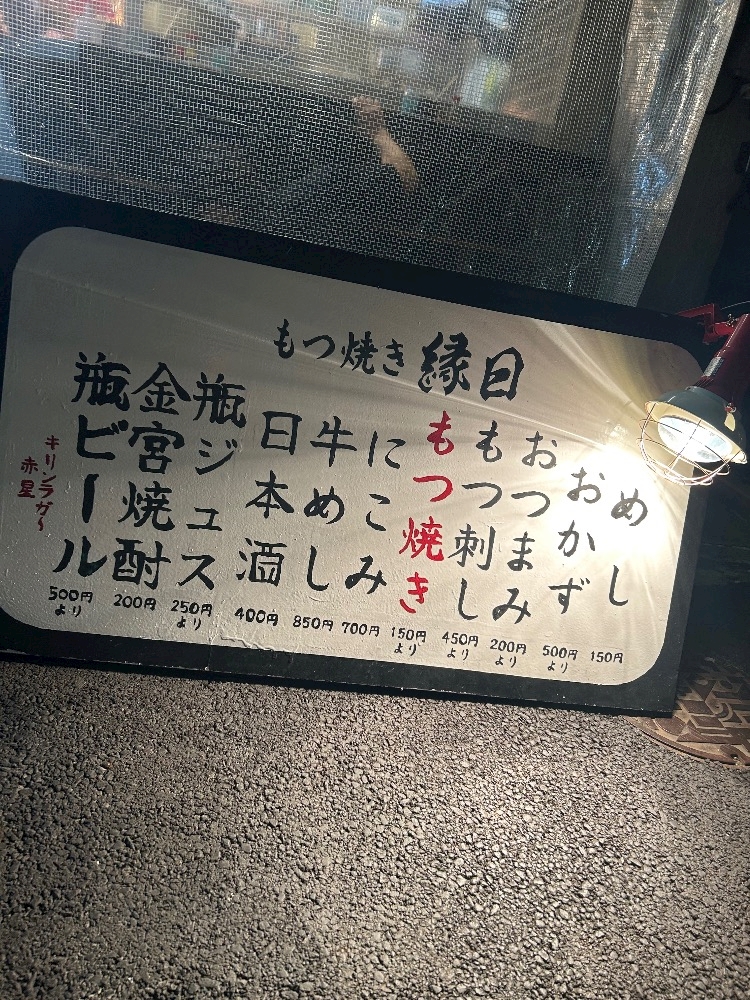 もつ焼き 縁日
めし 150円
おかず 500円より
おつまみ 200円より
もつ刺し 450円より
もつ焼き 150円より
にこみ 700円
牛めし 850円
日本酒 400円
瓶ジュス 250円より
金宮焼酎 200円
瓶ビール 500円より
キリンラガー
赤星